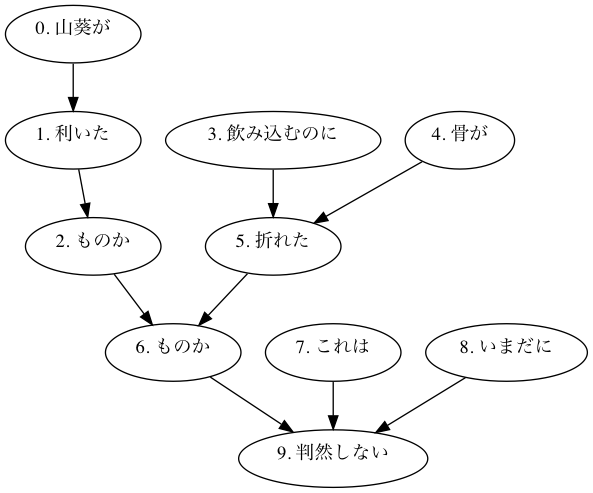 0. 山葵が
1. 利いた
3. 飲み込むのに
4. 骨が
2. ものか
5. 折れた
6. ものか
7. これは
8. いまだに
9. 判然しない